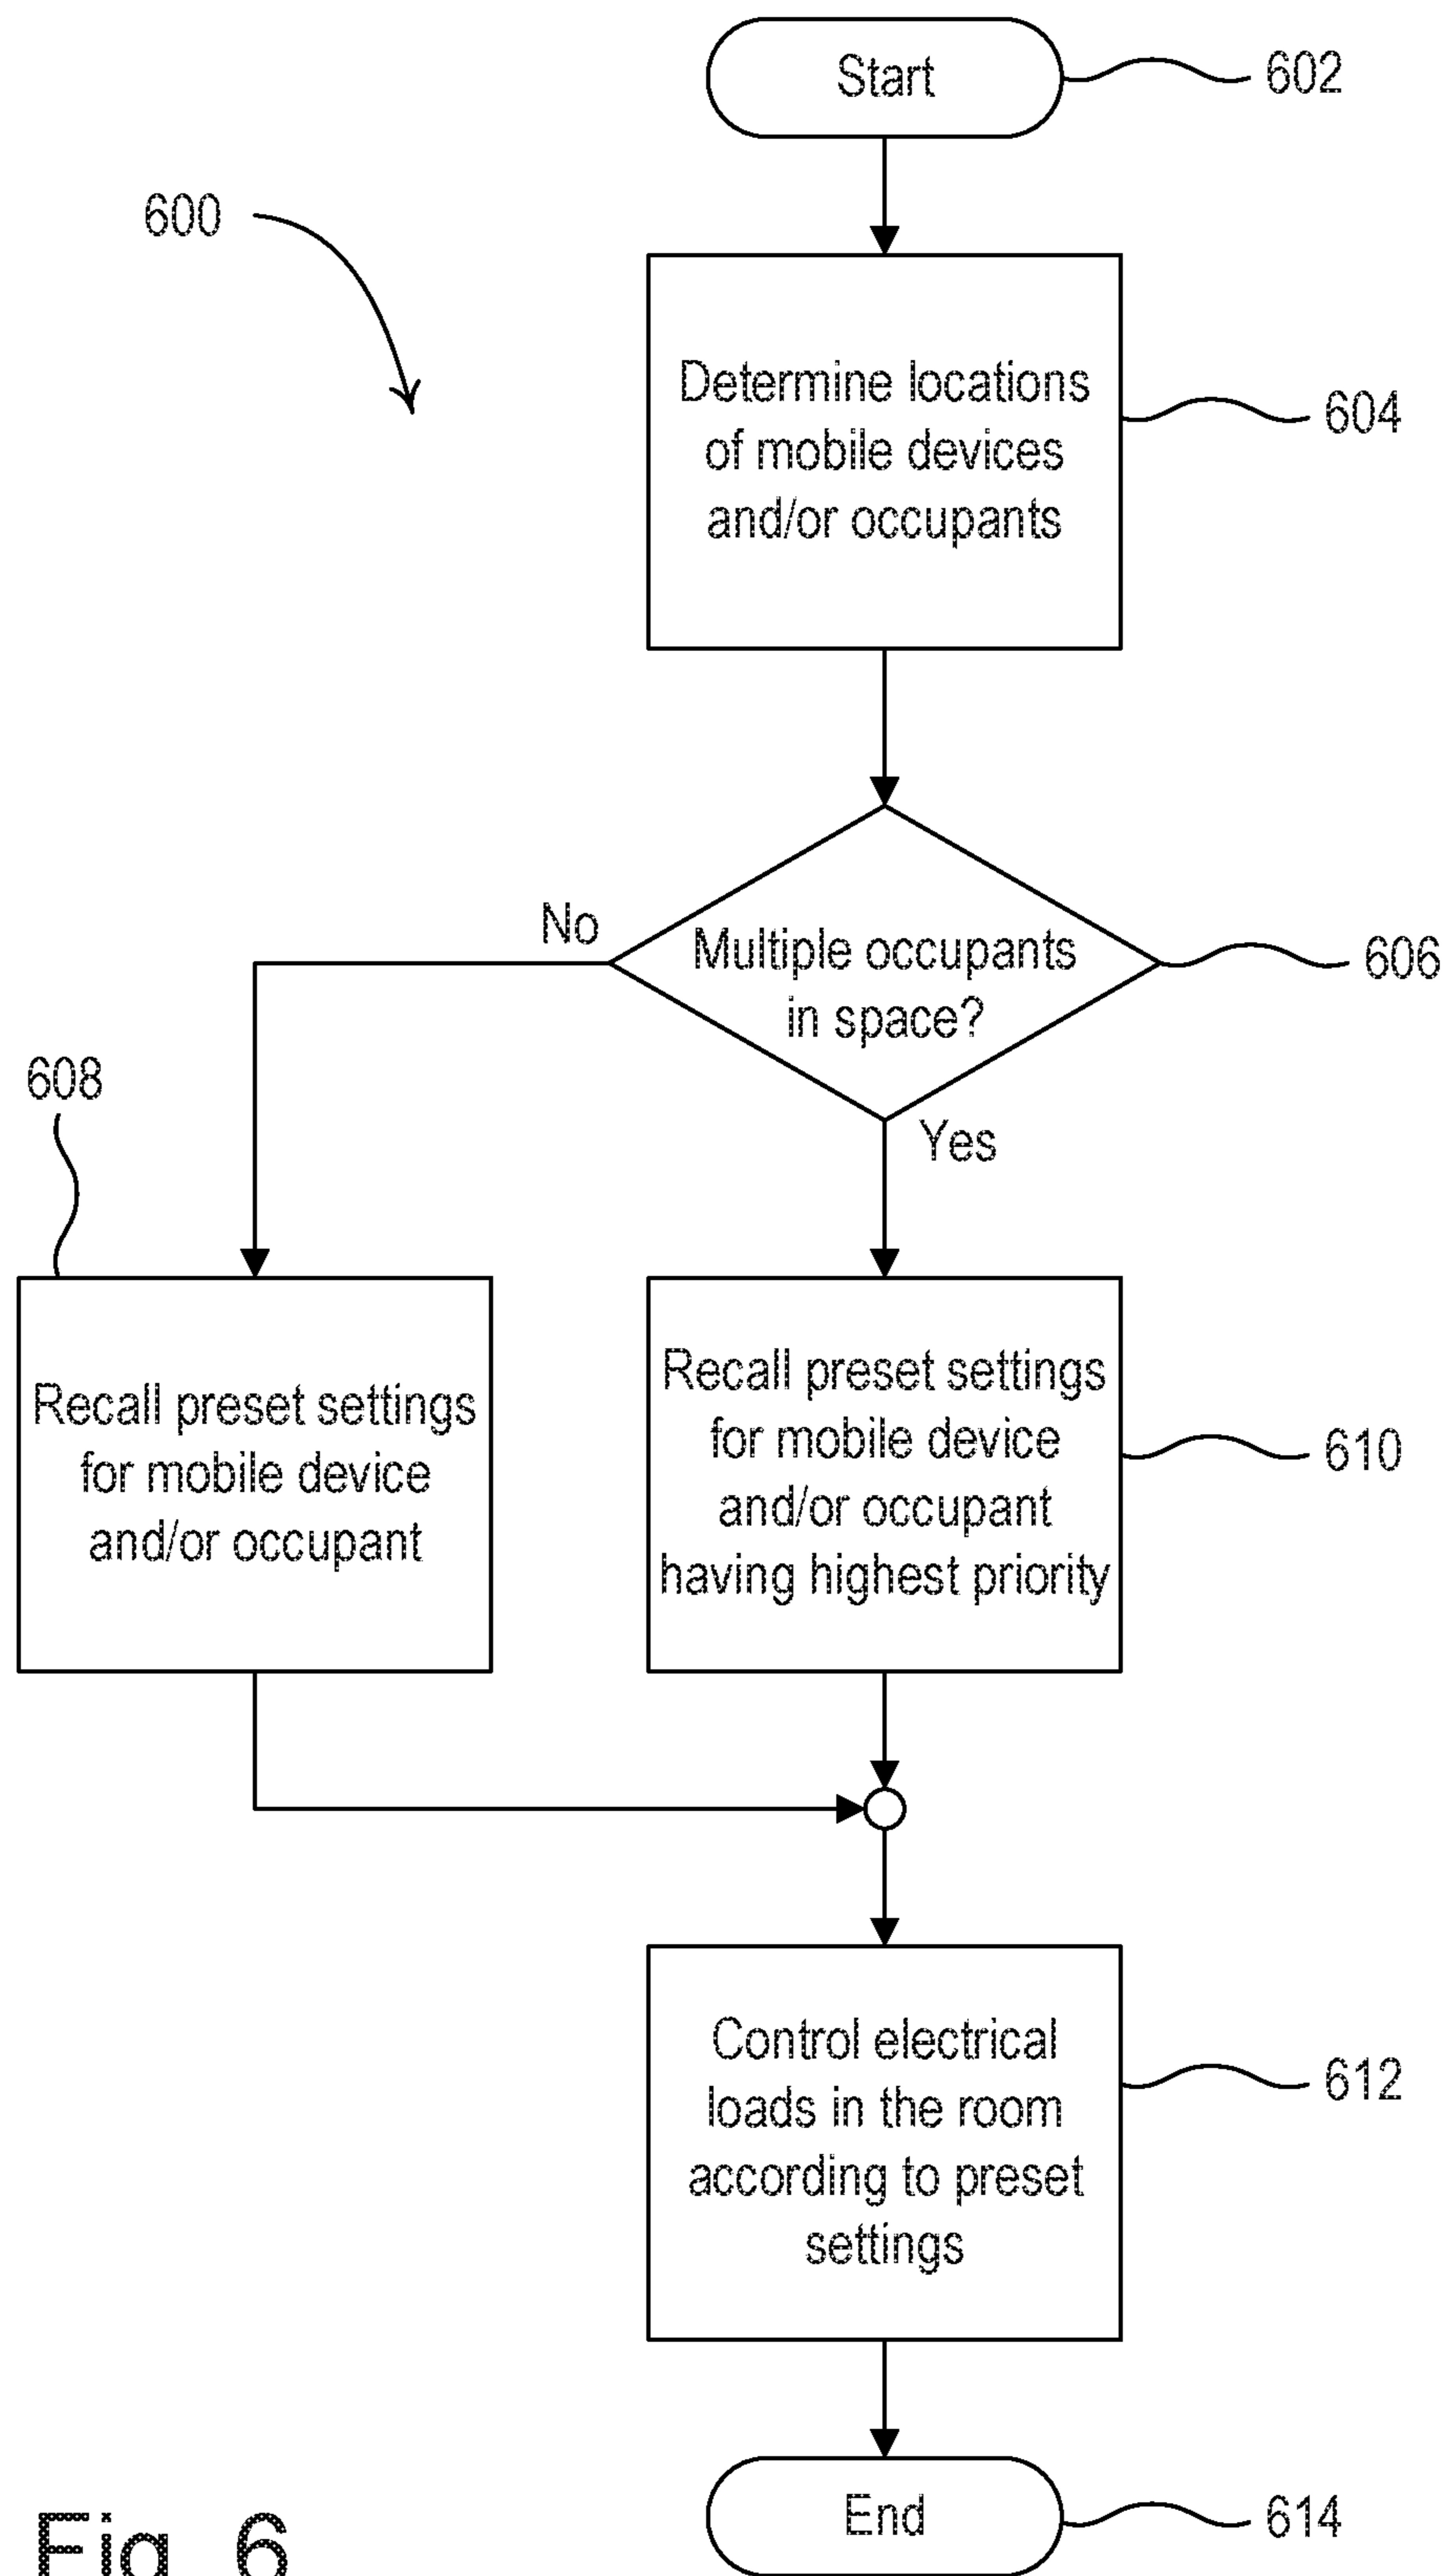 Start
602
600
Determine locations
of mobile devices
and/or occupants
604
No
Multiple occupants
in space?
606
Yes
608
Recall preset settings
for mobile device
and/or occupant
Recall preset settings
for mobile device
and/or occupant
having highest priority
610
Control electrical
loads in the room
according to preset
settings
612
End
614
Fig. 6